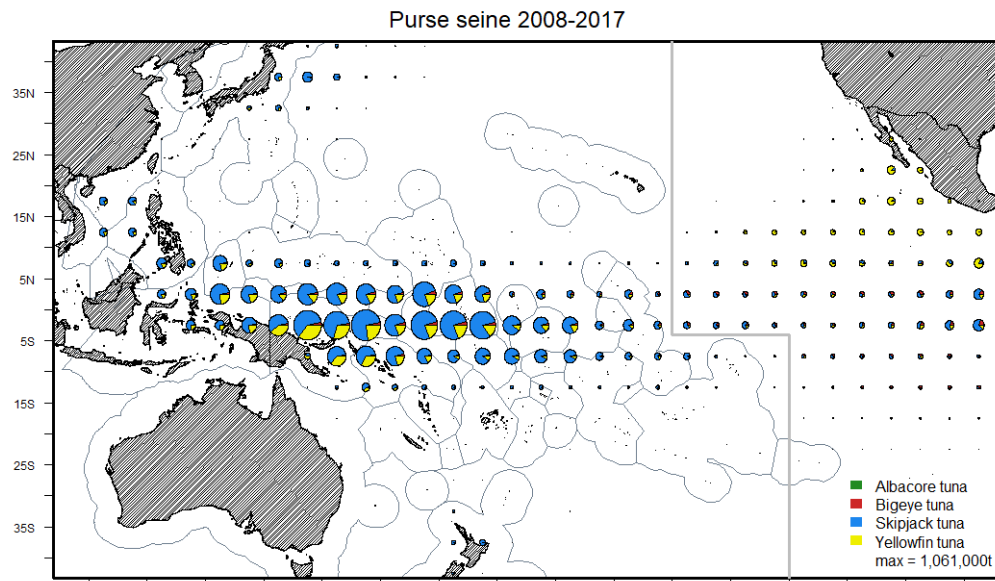 Purse seine 2008-2017
35N
25N
15N
5N
5S
15S
25S
35S
Albacore tuna
Bigeye tuna
Skipjack tuna
Yellowfin tuna
max = 1,061,000t